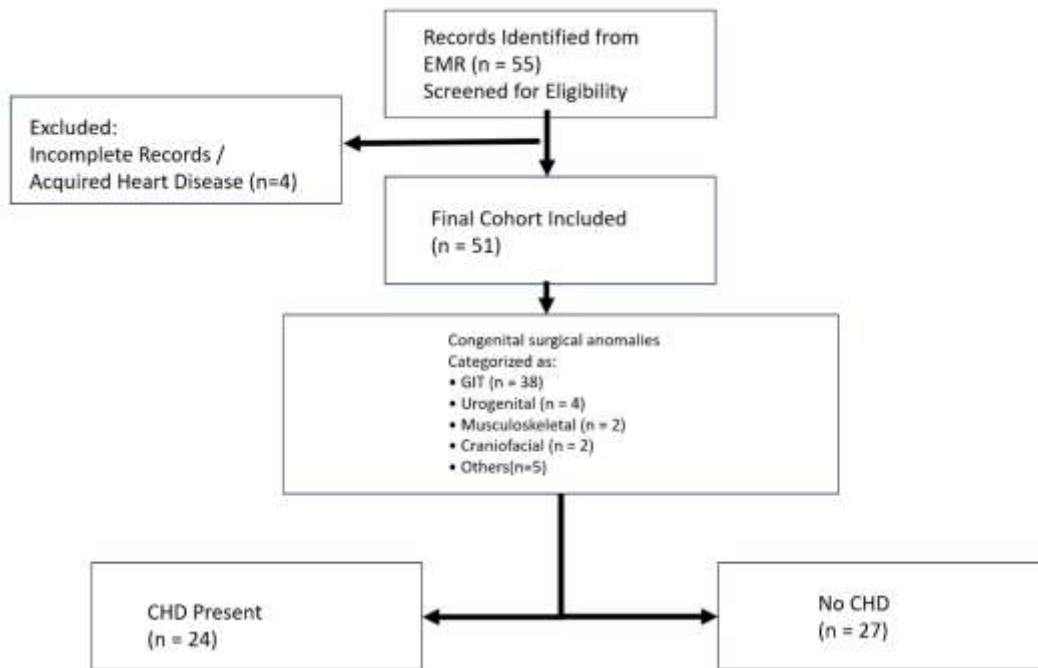 Records Identified from
EMR (n = 55)
Screened for Eligibility
Excluded:
Incomplete Records /
Acquired Heart Disease (n=4)
Final Cohort Included
(n = 51)
Congenital surgical anomalies
Categorized as:
• GIT (n = 38)
• Urogenital (n = 4)
• Musculoskeletal (n = 2)
• Craniofacial (n = 2)
• Others(n=5)
CHD Present
(n = 24)
No CHD
(n = 27)